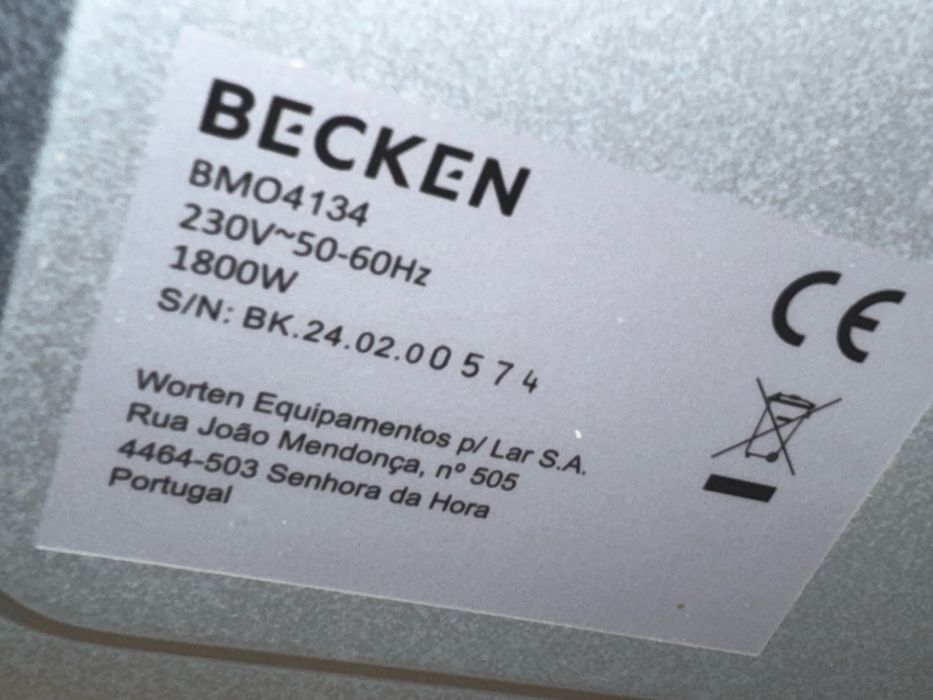 BECKEN
BMO4134
230V~50-60Hz
1800W
S/N: BK.24.02.00574
Worten Equipamentos p/ Lar S.A.
Rua João Mendonça, nº 505
4464-503 Senhora da Hora
Portugal
CE